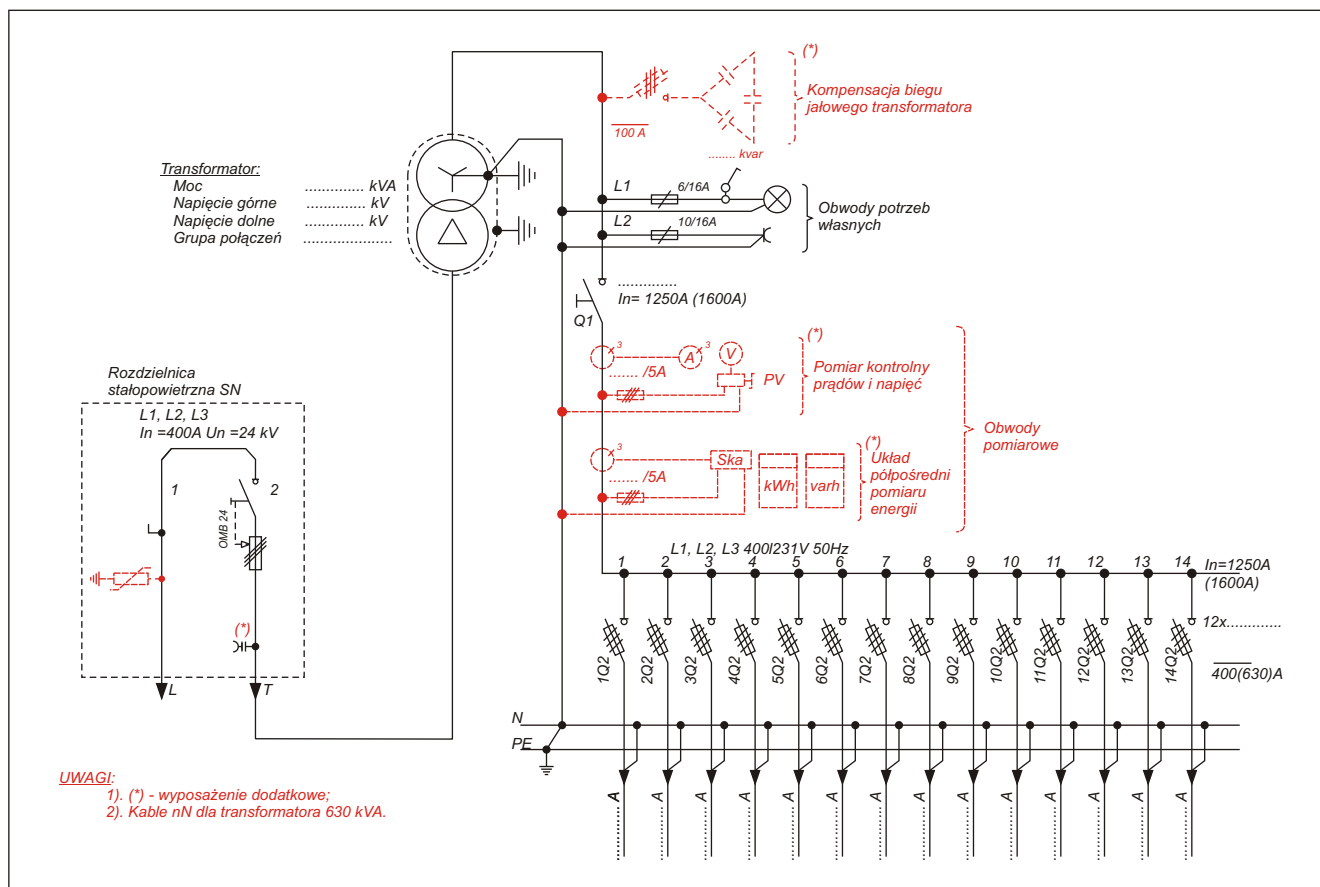 (*)
Kompensacja biegu
jałowego transformatora
100 A
........ kvar
Transformator:
Moc ............. kVA
Napięcie górne ............. kV
Napięcie dolne ............. kV
Grupa połączeń ....................
L1
6/16A
L2
10/16A
Obwody potrzeb
własnych
..............
In= 1250A (1600A)
Q1
3
A
3
V
....... /5A
PV
(*)
Pomiar kontrolny
prądów i napięć
3
Ska
....... /5A
kWh
varh
(*)
Układ
półpośredni
pomiaru
energii
Obwody
pomiarowe
Rozdzielnica
stałopowietrzna SN
L1, L2, L3
In =400A Un =24 kV
1
2
OMB 24
(*)
L
T
L1, L2, L3 400l231V 50Hz
1 2 3 4 5 6 7 8 9 10 11 12 13 14
In=1250A
(1600A)
12x.............
400(630)A
1Q2 2Q2 3Q2 4Q2 5Q2 6Q2 7Q2 8Q2 9Q2 10Q2 11Q2 12Q2 13Q2 14Q2
N
PE
.......... A .......... A .......... A .......... A .......... A .......... A .......... A .......... A .......... A .......... A .......... A .......... A .......... A .......... A
UWAGI:
1). (*) - wyposażenie dodatkowe;
2). Kable nN dla transformatora 630 kVA.